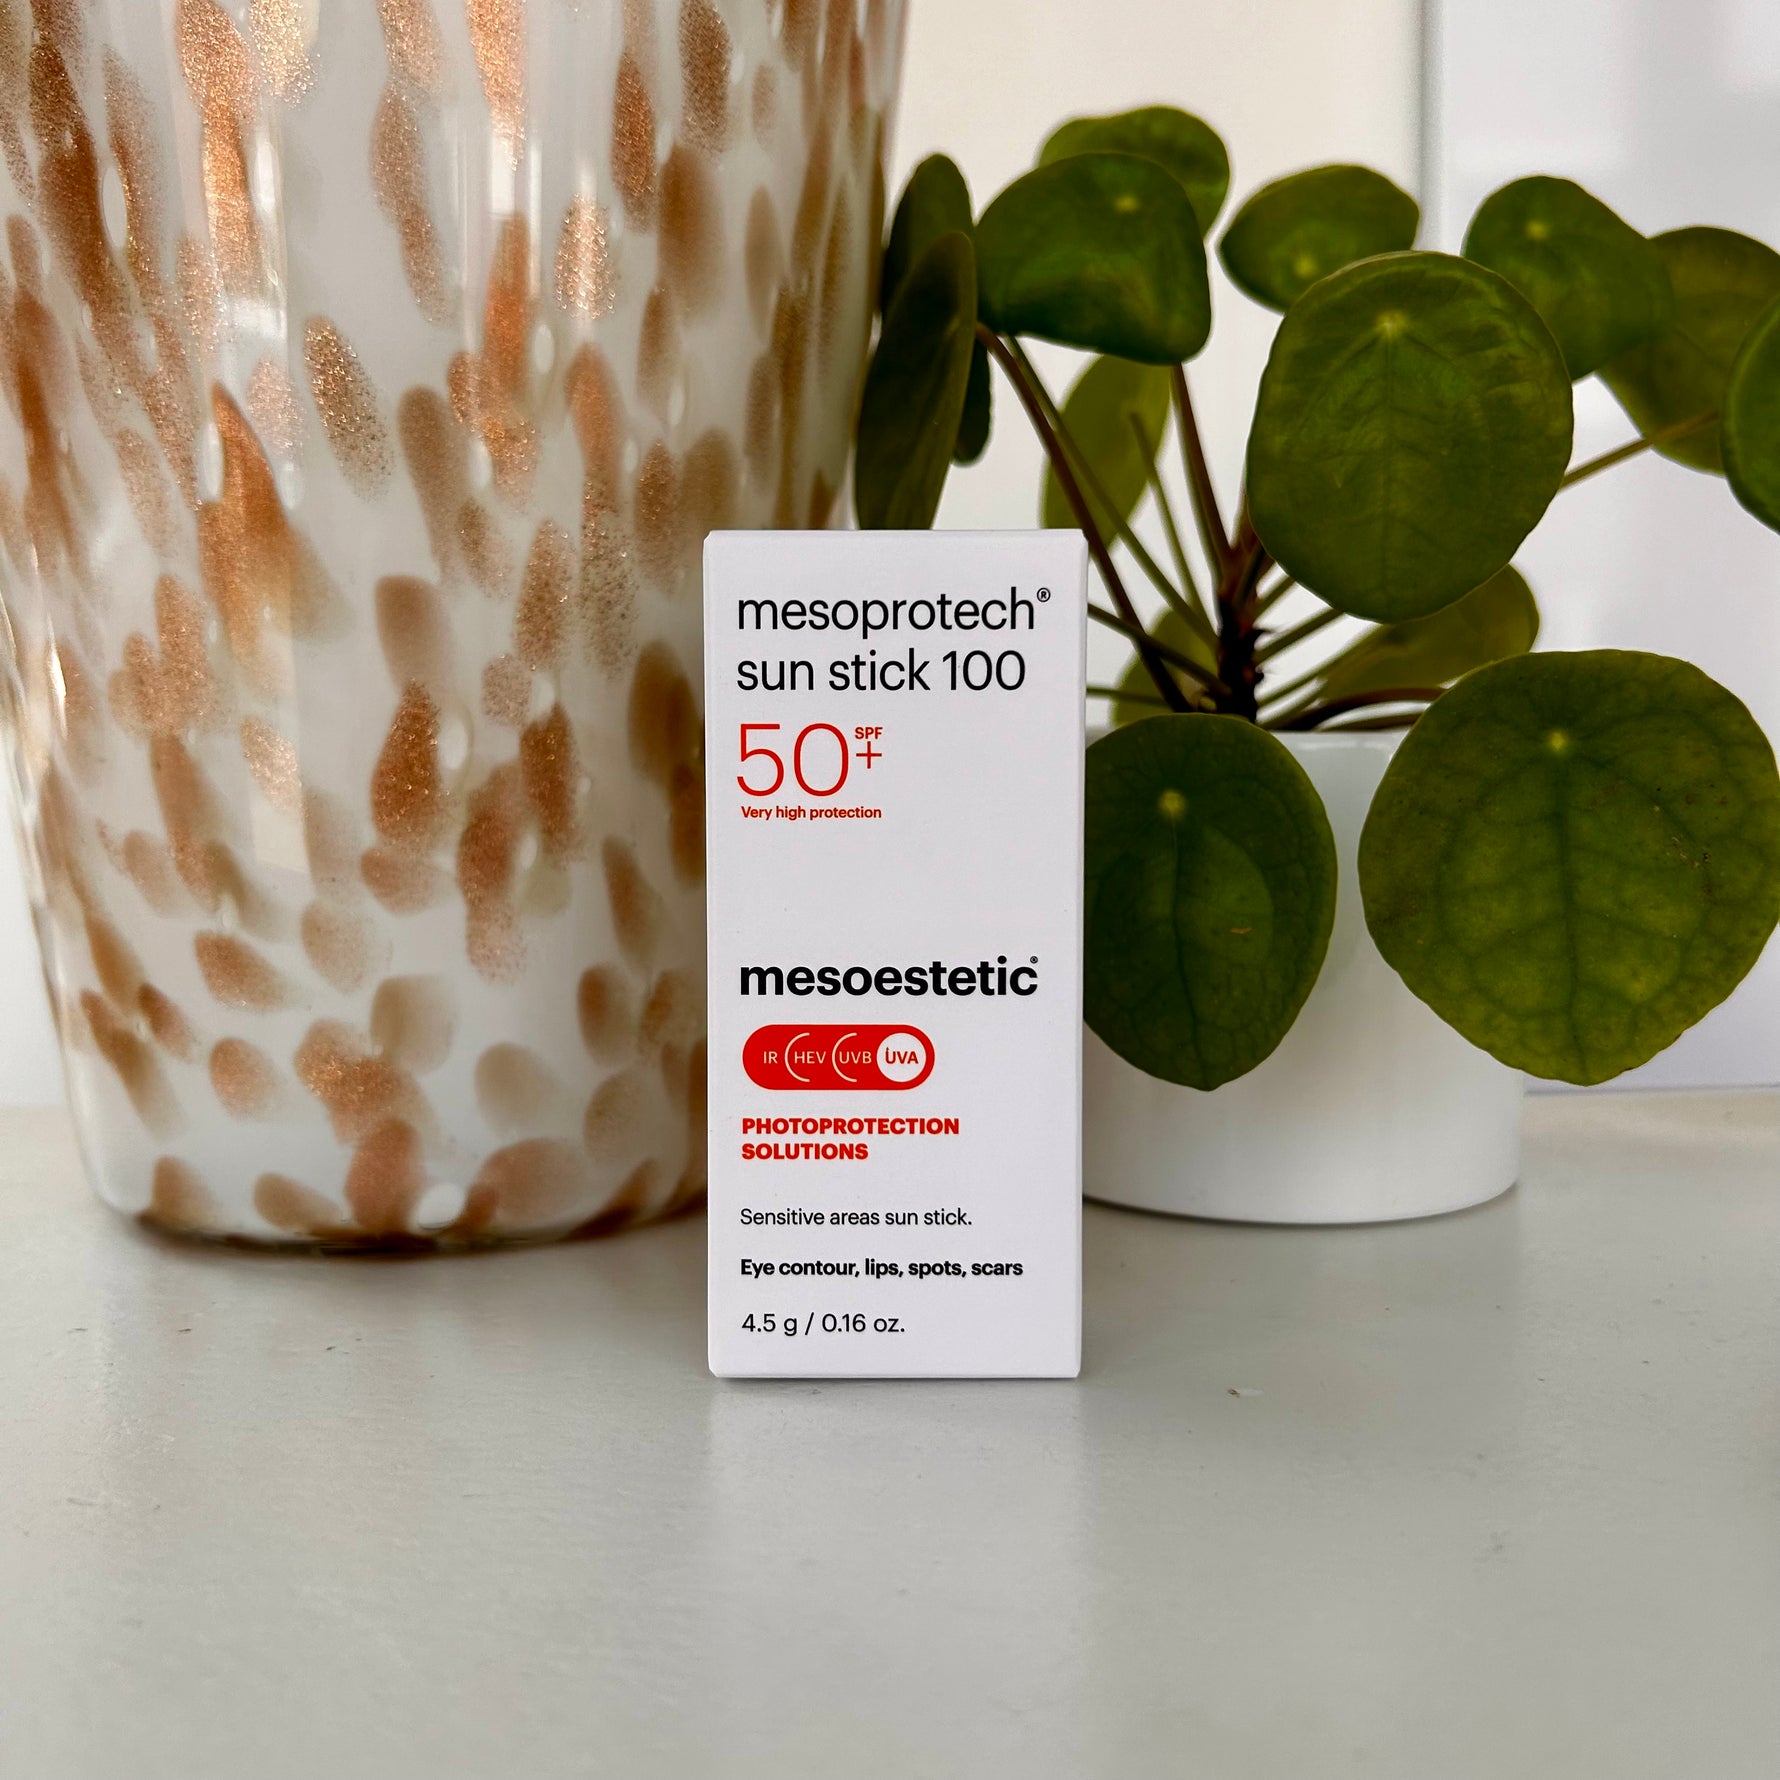 mesoprotech®
sun stick 100
50+ SPF
Very high protection
mesoestetic®
IR HEV UVB UVA
PHOTOPROTECTION
SOLUTIONS
Sensitive areas sun stick.
Eye contour, lips, spots, scars
4.5 g / 0.16 oz.